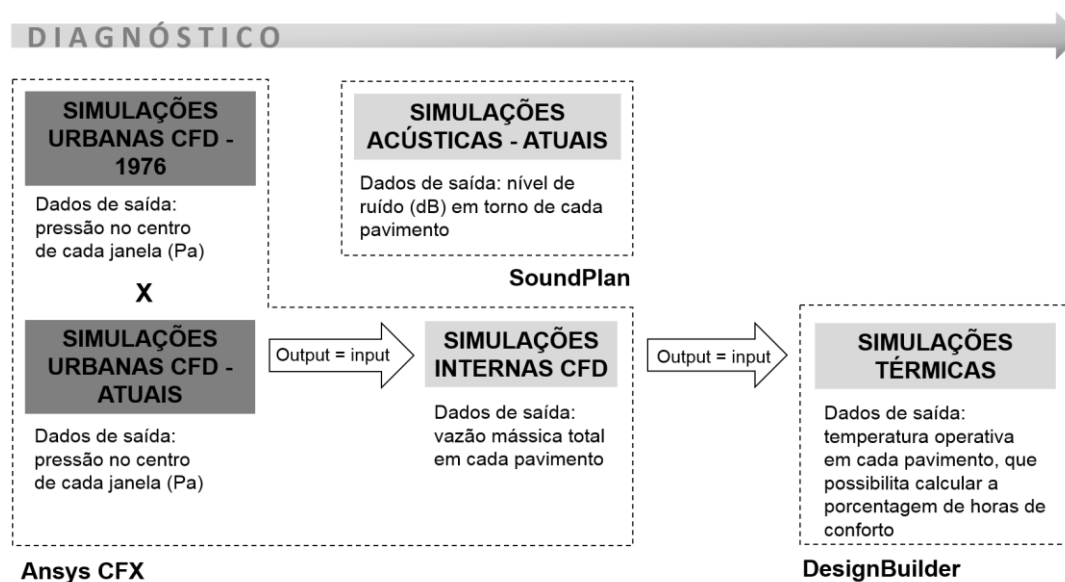 DIAGNÓSTICO
SIMULAÇÕES
URBANAS CFD -
1976
Dados de saída:
pressão no centro
de cada janela (Pa)
X
SIMULAÇÕES
URBANAS CFD -
ATUAIS
Dados de saída:
pressão no centro
de cada janela (Pa)
Ansys CFX
SIMULAÇÕES
ACÚSTICAS - ATUAIS
Dados de saída: nível de
ruído (dB) em torno de cada
pavimento
SoundPlan
Output = input
SIMULAÇÕES
INTERNAS CFD
Dados de saída:
vazão mássica total
em cada pavimento
Output = input
SIMULAÇÕES
TÉRMICAS
Dados de saída:
temperatura operativa
em cada pavimento, que
possibilita calcular a
porcentagem de horas de
conforto
DesignBuilder